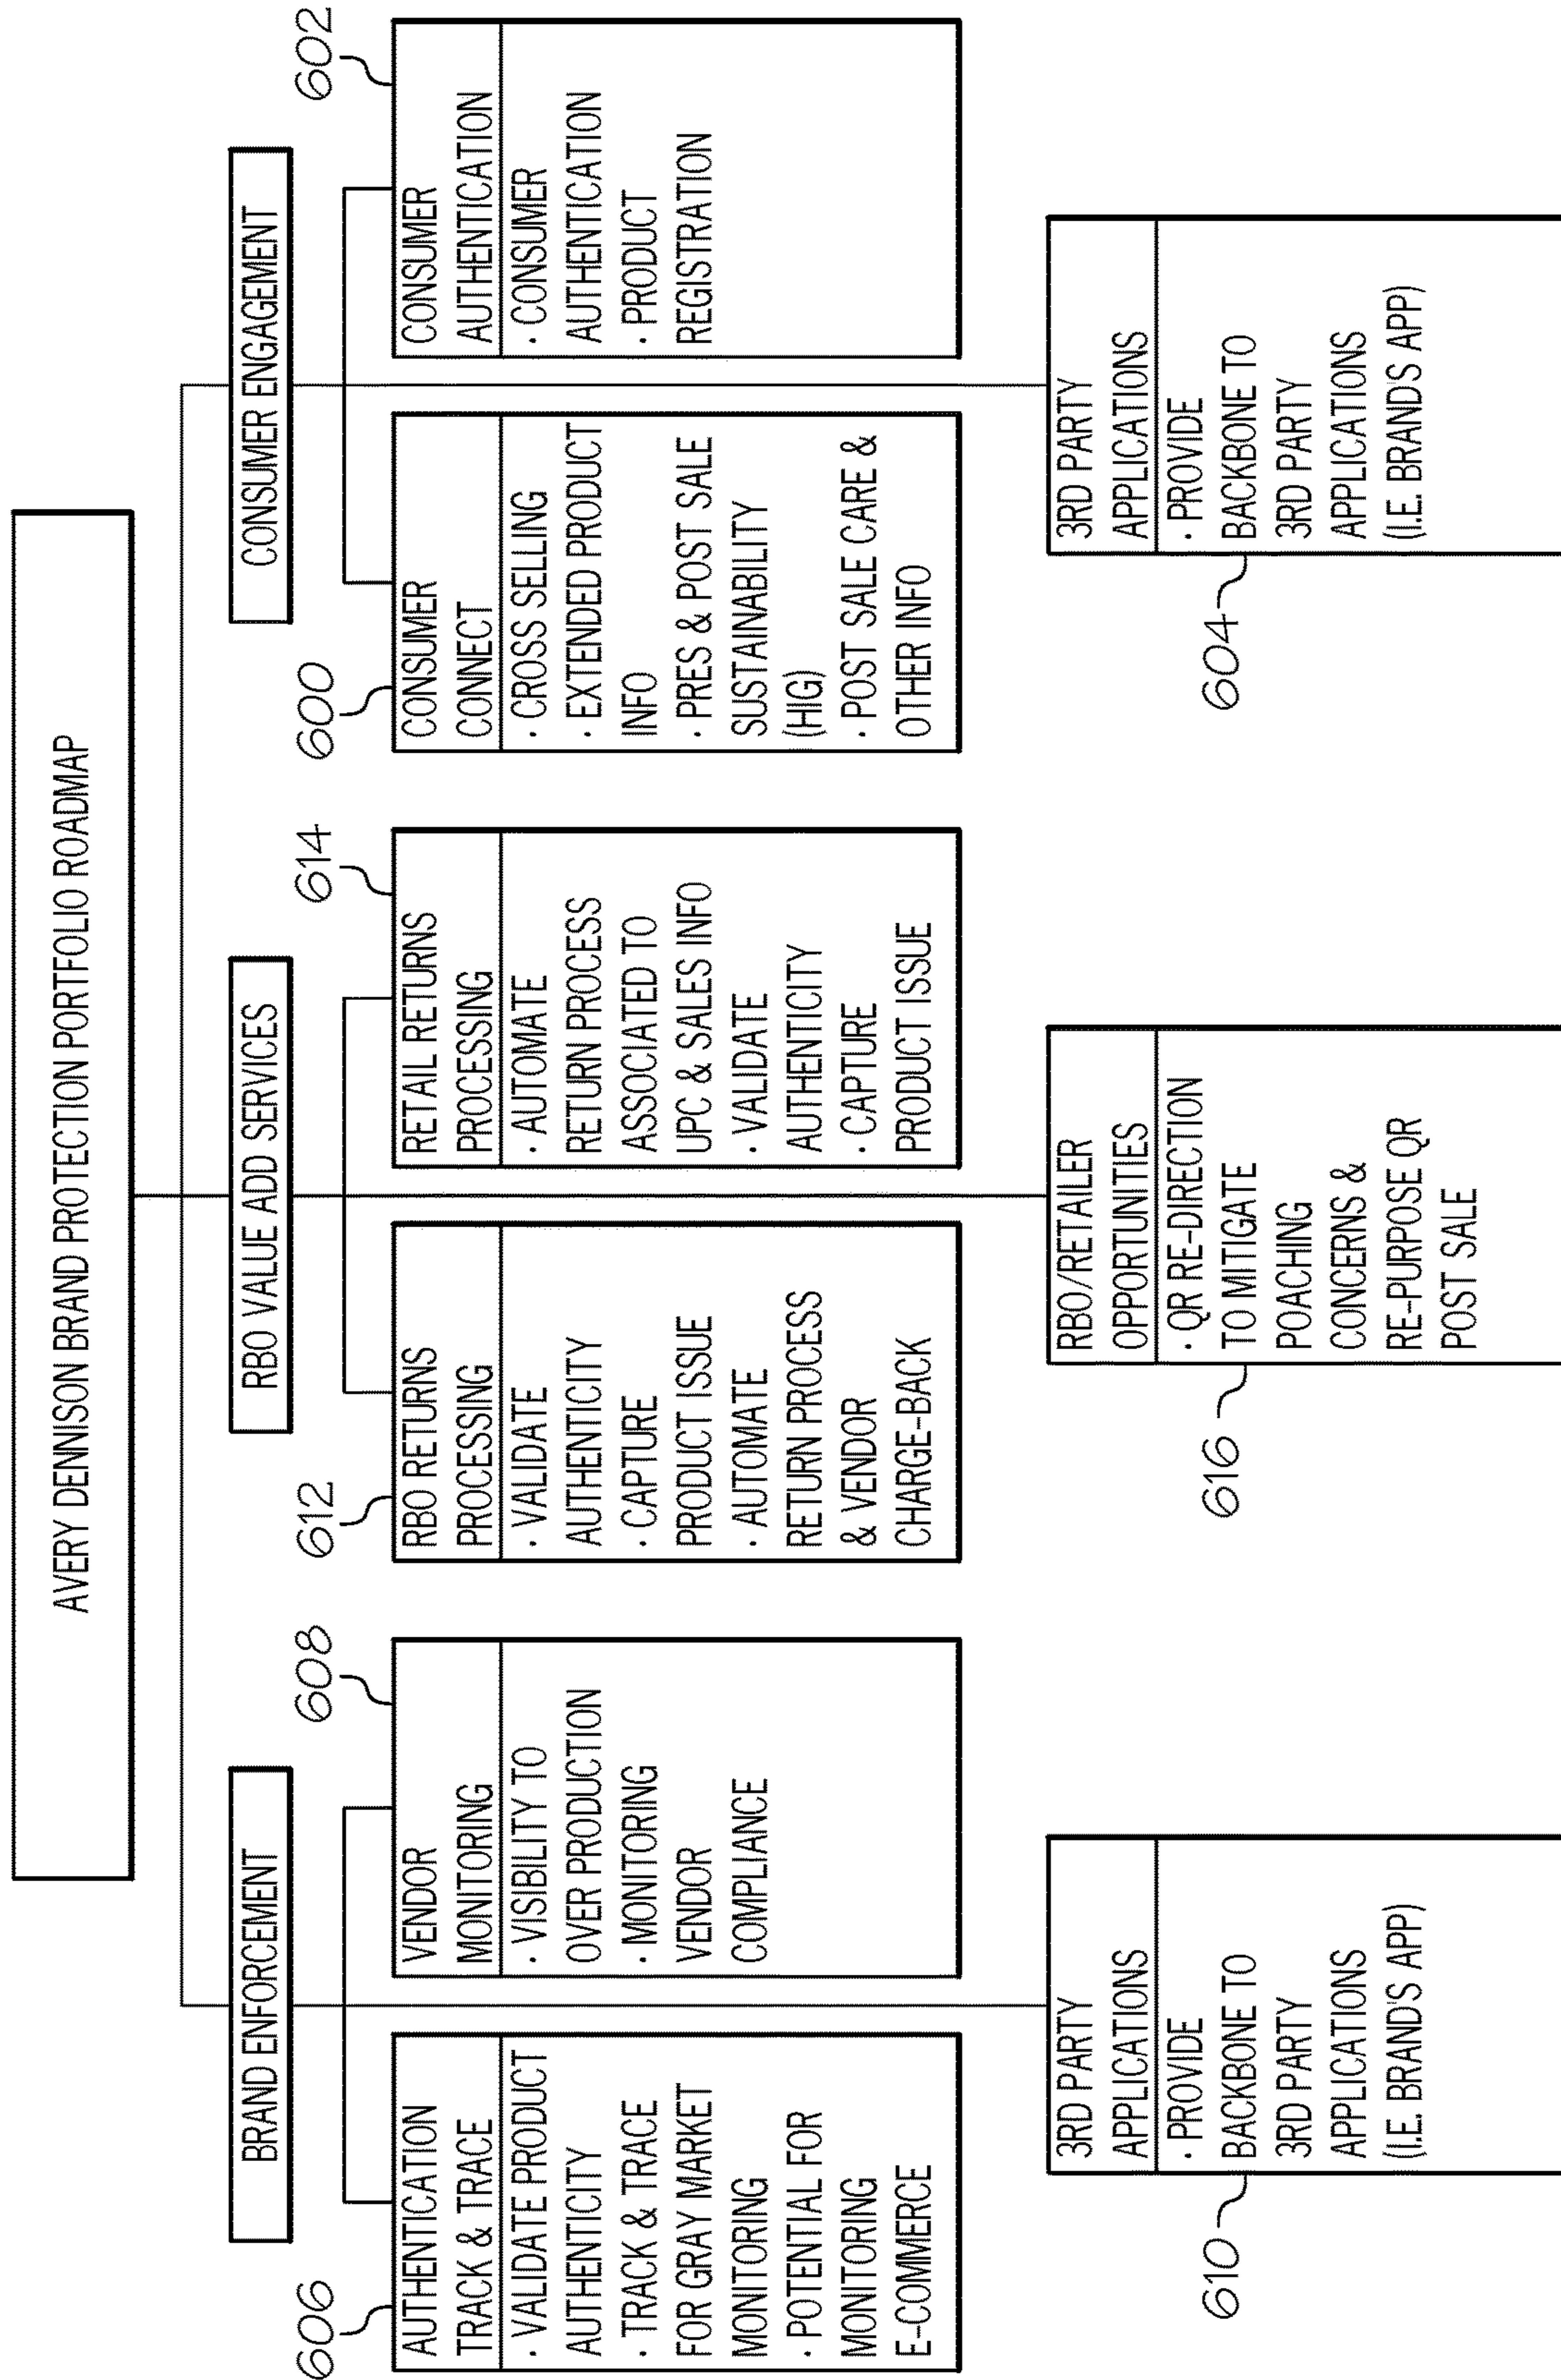 AVERY DENNISON BRAND PROTECTION PORTFOLIO ROADMAP
BRAND ENFORCEMENT
606
AUTHENTICATION
TRACK & TRACE
· VALIDATE PRODUCT
AUTHENTICITY
· TRACK & TRACE
FOR GRAY MARKET
MONITORING
· POTENTIAL FOR
MONITORING
E-COMMERCE
608
VENDOR
MONITORING
· VISIBILITY TO
OVER PRODUCTION
· MONITORING
VENDOR
COMPLIANCE
610
3RD PARTY
APPLICATIONS
· PROVIDE
BACKBONE TO
3RD PARTY
APPLICATIONS
(I.E. BRAND'S APP)
RBO VALUE ADD SERVICES
612
RBO RETURNS
PROCESSING
· VALIDATE
AUTHENTICITY
· CAPTURE
PRODUCT ISSUE
· AUTOMATE
RETURN PROCESS
& VENDOR
CHARGE-BACK
614
RETAIL RETURNS
PROCESSING
· AUTOMATE
RETURN PROCESS
ASSOCIATED TO
UPC & SALES INFO
· VALIDATE
AUTHENTICITY
· CAPTURE
PRODUCT ISSUE
616
RBO/RETAILER
OPPORTUNITIES
· QR RE-DIRECTION
TO MITIGATE
POACHING
CONCERNS &
RE-PURPOSE QR
POST SALE
CONSUMER ENGAGEMENT
600
CONSUMER
CONNECT
· CROSS SELLING
· EXTENDED PRODUCT
INFO
· PRES & POST SALE
SUSTAINABILITY
(HIG)
· POST SALE CARE &
OTHER INFO
602
CONSUMER
AUTHENTICATION
· CONSUMER
AUTHENTICATION
· PRODUCT
REGISTRATION
604
3RD PARTY
APPLICATIONS
· PROVIDE
BACKBONE TO
3RD PARTY
APPLICATIONS
(I.E. BRAND'S APP)